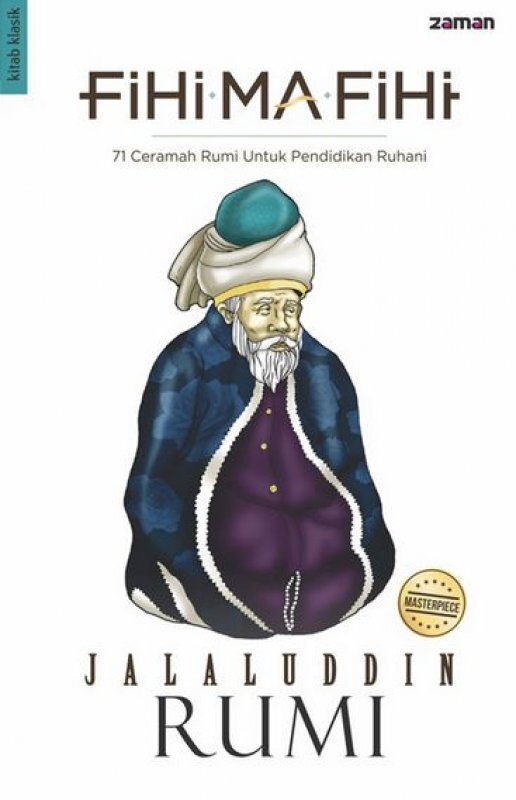 kitab klasik
zaman
FiHi·MA·FiHi
71 Ceramah Rumi Untuk Pendidikan Ruhani
MASTERPIECE
JALALUDDIN
RUMI